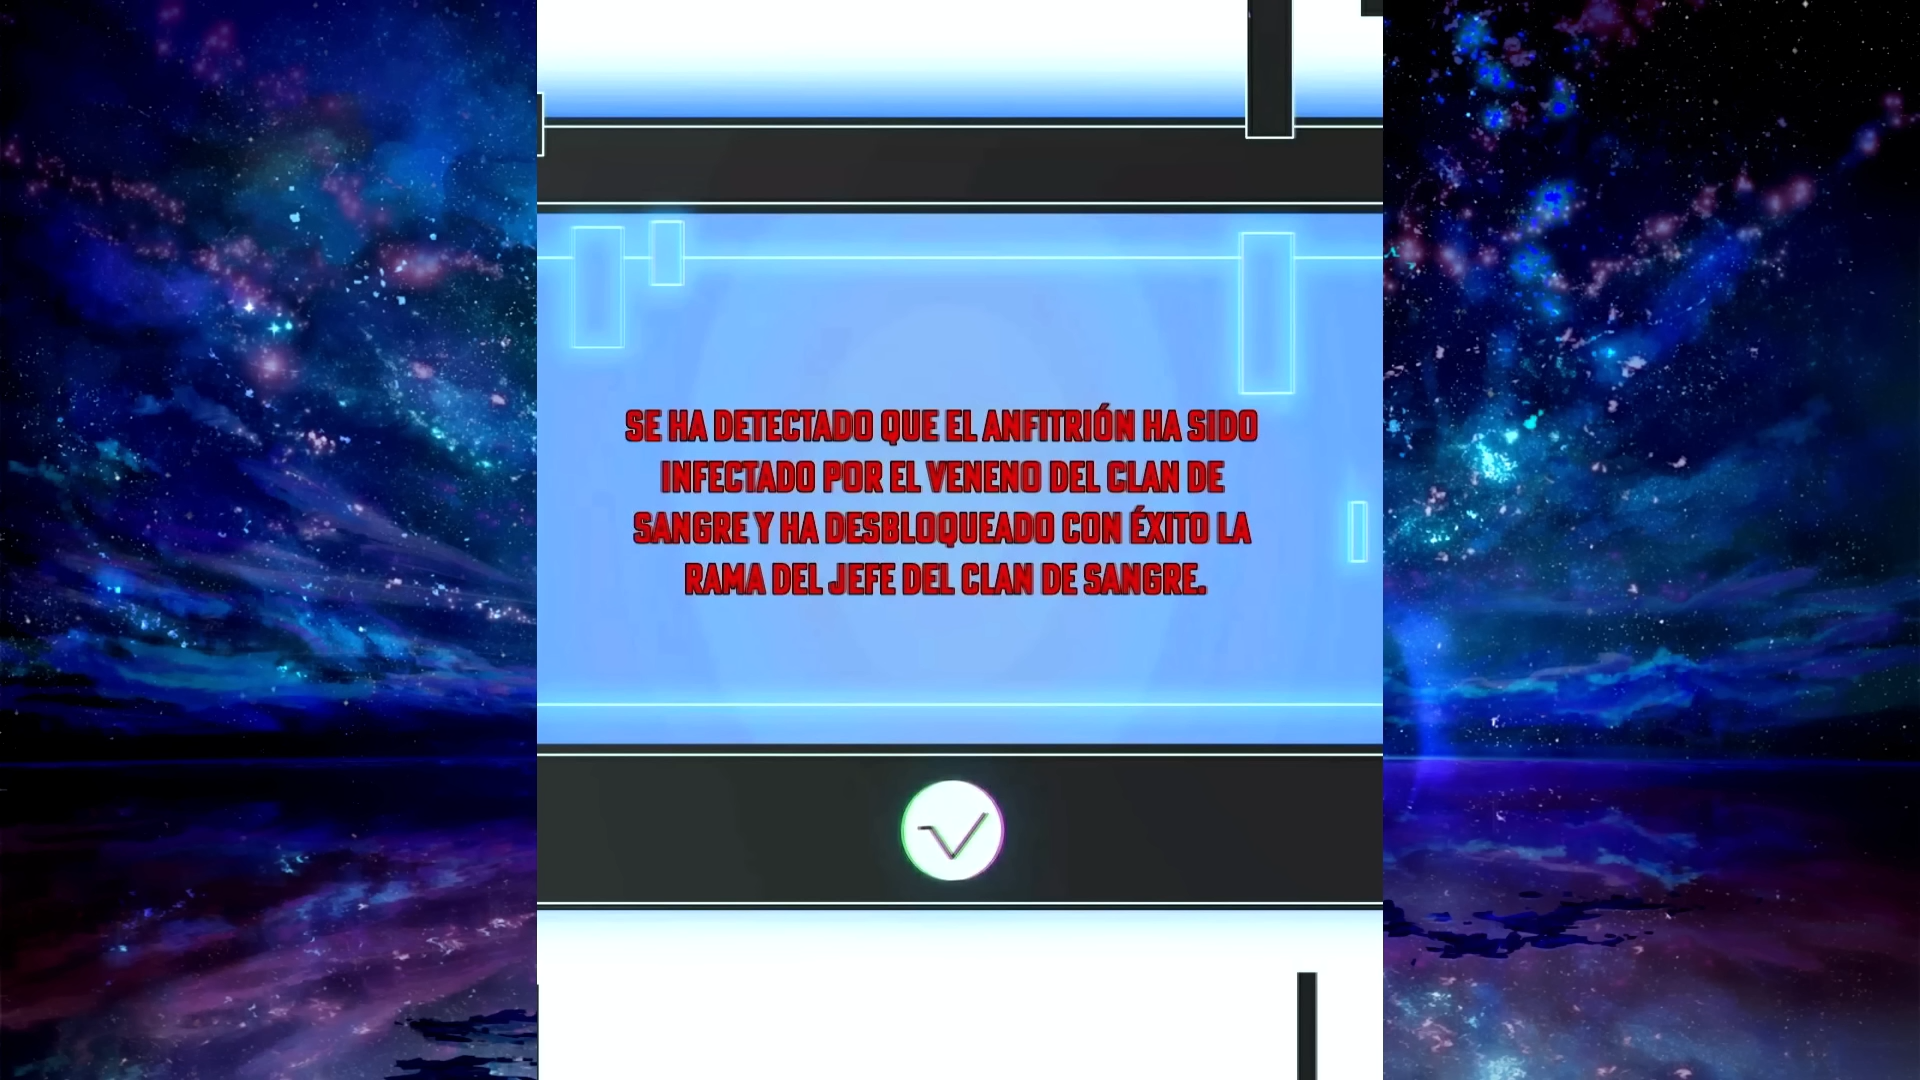 SE HA DETECTADO QUE EL ANFITRIÓN HA SIDO
INFECTADO POR EL VENENO DEL CLAN DE
SANGRE Y HA DESBLOQUEADO CON ÉXITO LA
RAMA DEL JEFE DEL CLAN DE SANGRE.